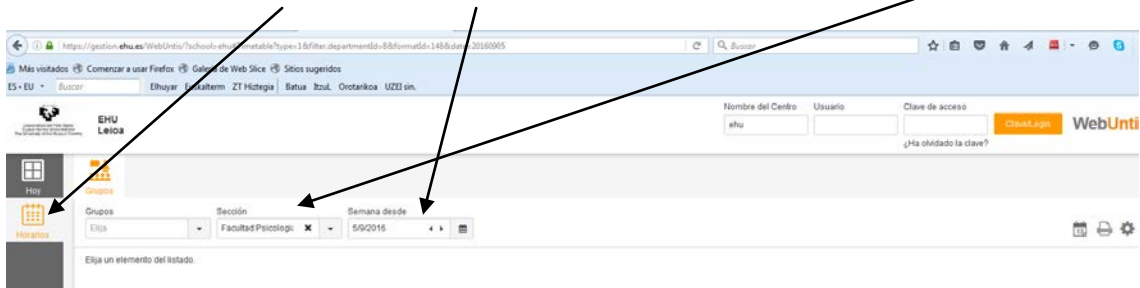 https://gestion.ehu.es/WebUntis/?school=ehu#timetable?type=1&filter.departmentId=8&formatId=148&date=20160905
Buscar
Más visitados Comenzar a usar Firefox Galería de Web Slice Sitios sugeridos
ES - EU Buscar Elhuyar Euskalterm ZT Hiztegia Batua Itzul. Orotarikoa UZEI sin.
Nombre del Centro Usuario Clave de acceso
EHU
Leioa
ehu
Clave/Login
WebUnti
¿Ha olvidado la clave?
Hoy
Grupos
Horarios
Grupos Sección Semana desde
Elija Facultad Psicología 5/9/2016
Elija un elemento del listado.